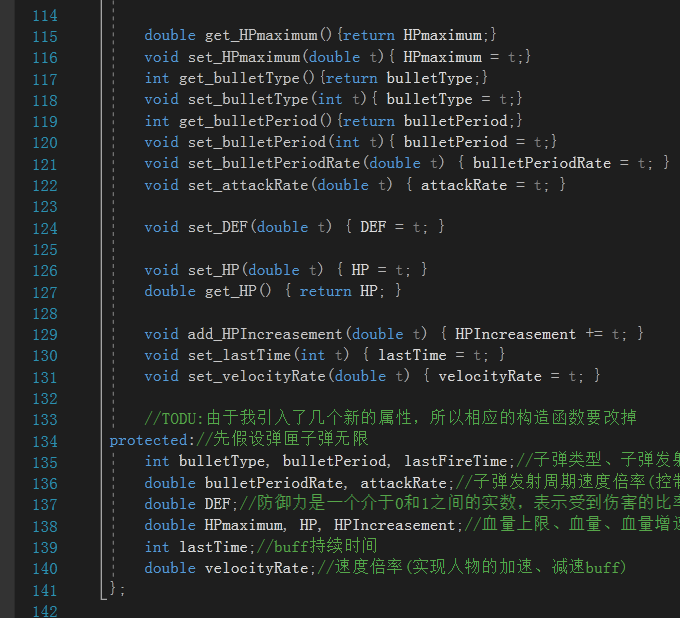 114
115 double get_HPmaximum(){return HPmaximum;}
116 void set_HPmaximum(double t){ HPmaximum = t;}
117 int get_bulletType(){return bulletType;}
118 void set_bulletType(int t){ bulletType = t;}
119 int get_bulletPeriod(){return bulletPeriod;}
120 void set_bulletPeriod(int t){ bulletPeriod = t;}
121 void set_bulletPeriodRate(double t) { bulletPeriodRate = t; }
122 void set_attackRate(double t) { attackRate = t; }
123
124 void set_DEF(double t) { DEF = t; }
125
126 void set_HP(double t) { HP = t; }
127 double get_HP() { return HP; }
128
129 void add_HPIncreasement(double t) { HPIncreasement += t; }
130 void set_lastTime(int t) { lastTime = t; }
131 void set_velocityRate(double t) { velocityRate = t; }
132
133 //TODU:由于我引入了几个新的属性，所以相应的构造函数要改掉
134 protected://先假设弹匣子弹无限
135 int bulletType, bulletPeriod, lastFireTime;//子弹类型、子弹发射
136 double bulletPeriodRate, attackRate;//子弹发射周期速度倍率(控制
137 double DEF;//防御力是一个介于0和1之间的实数，表示受到伤害的比率
138 double HPmaximum, HP, HPIncreasement;//血量上限、血量、血量增速
139 int lastTime;//buff持续时间
140 double velocityRate;//速度倍率(实现人物的加速、减速buff)
141 };
142